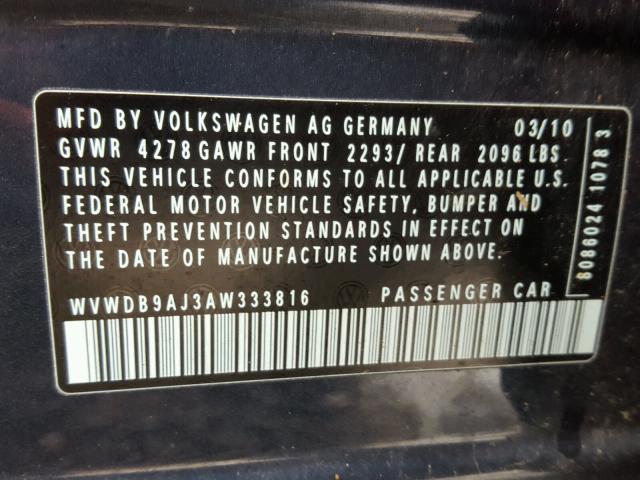 MFD BY VOLKSWAGEN AG GERMANY 03/10
GVWR 4278 GAWR FRONT 2293/ REAR 2096 LBS
THIS VEHICLE CONFORMS TO ALL APPLICABLE U.S.
FEDERAL MOTOR VEHICLE SAFETY, BUMPER AND
THEFT PREVENTION STANDARDS IN EFFECT ON
THE DATE OF MANUFACTURE SHOWN ABOVE.
WVWDB9AJ3AW333816 PASSENGER CAR
8086024 1078 3